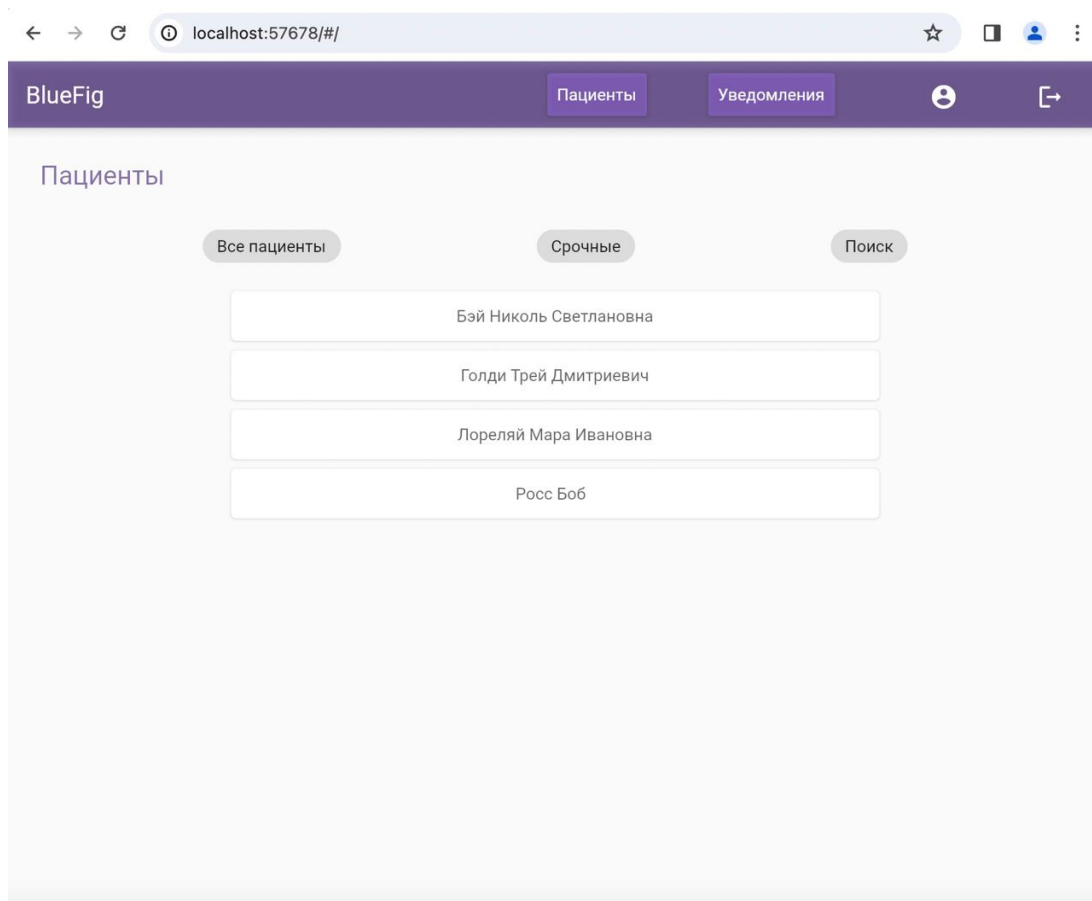 localhost:57678/#/
BlueFig Пациенты Уведомления
Пациенты
Все пациенты Срочные Поиск
Бэй Николь Светлановна
Голди Трей Дмитриевич
Лореляй Мара Ивановна
Росс Боб